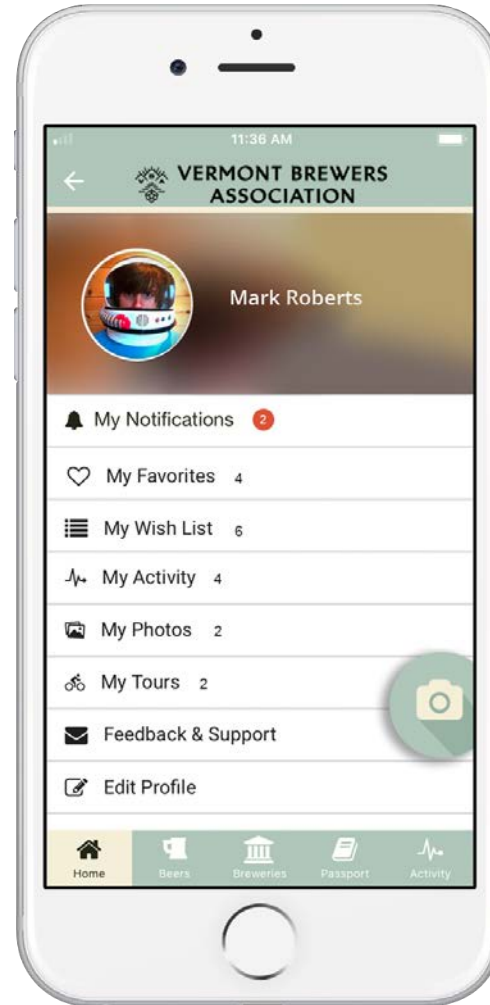 11:36 AM
VERMONT BREWERS
ASSOCIATION
Mark Roberts
My Notifications 2
My Favorites 4
My Wish List 6
My Activity 4
My Photos 2
My Tours 2
Feedback & Support
Edit Profile
Home Beers Breweries Passport Activity